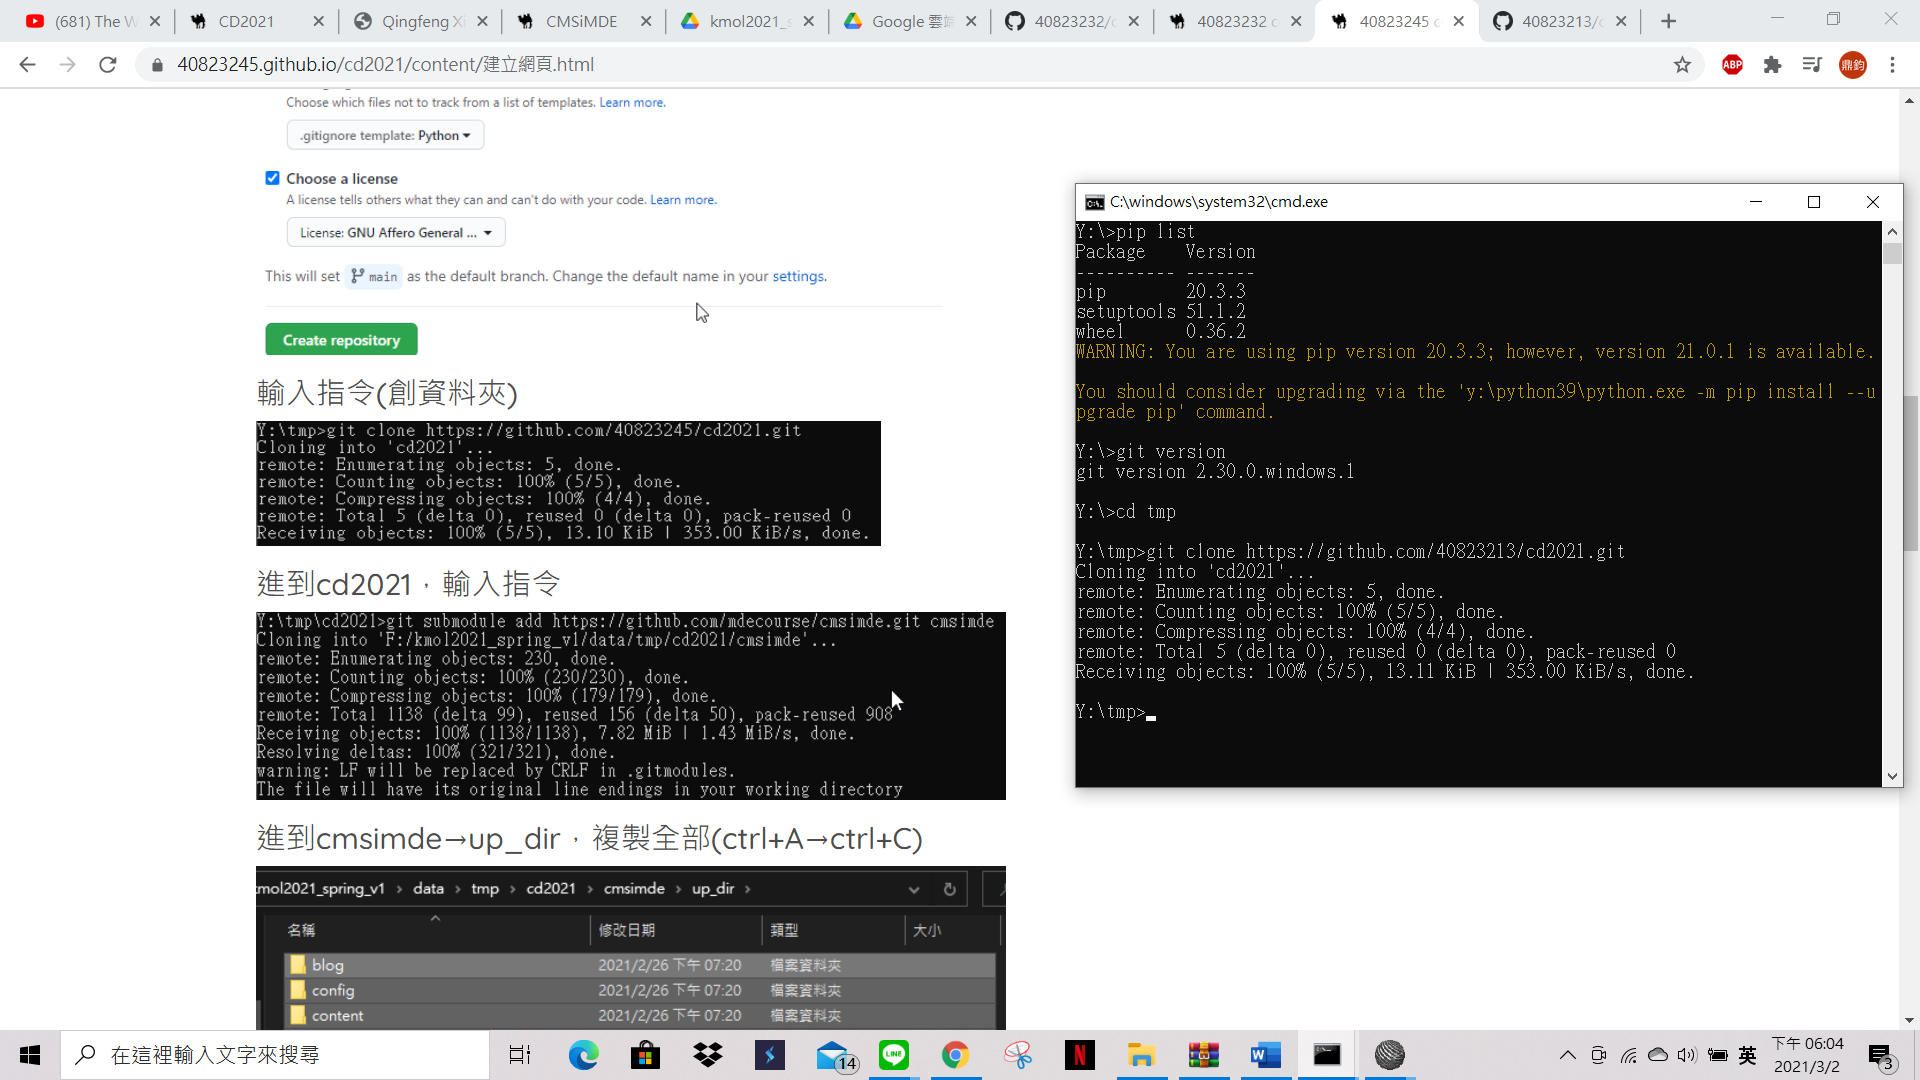 (681) The W
CD2021
Qingfeng Xi
CMSiMDE
kmol2021_s
Google 雲端
40823232/c
40823232 c
40823245 c
40823213/c
40823245.github.io/cd2021/content/建立網頁.html
ABP
鼎鈞
Choose which files not to track from a list of templates. Learn more.
.gitignore template: Python
Choose a license
A license tells others what they can and can't do with your code. Learn more.
License: GNU Affero General ...
This will set main as the default branch. Change the default name in your settings.
Create repository
輸入指令(創資料夾)
Y:\tmp>git clone https://github.com/40823245/cd2021.git
Cloning into 'cd2021'...
remote: Enumerating objects: 5, done.
remote: Counting objects: 100% (5/5), done.
remote: Compressing objects: 100% (4/4), done.
remote: Total 5 (delta 0), reused 0 (delta 0), pack-reused 0
Receiving objects: 100% (5/5), 13.10 KiB | 353.00 KiB/s, done.
進到cd2021，輸入指令
Y:\tmp\cd2021>git submodule add https://github.com/mdecourse/cmsimde.git cmsimde
Cloning into 'F:/kmol2021_spring_v1/data/tmp/cd2021/cmsimde'...
remote: Enumerating objects: 230, done.
remote: Counting objects: 100% (230/230), done.
remote: Compressing objects: 100% (179/179), done.
remote: Total 1138 (delta 99), reused 156 (delta 50), pack-reused 908
Receiving objects: 100% (1138/1138), 7.82 MiB | 1.43 MiB/s, done.
Resolving deltas: 100% (321/321), done.
warning: LF will be replaced by CRLF in .gitmodules.
The file will have its original line endings in your working directory
進到cmsimde→up_dir，複製全部(ctrl+A→ctrl+C)
kmol2021_spring_v1 › data › tmp › cd2021 › cmsimde › up_dir ›
名稱 修改日期 類型 大小
blog 2021/2/26 下午 07:20 檔案資料夾
config 2021/2/26 下午 07:20 檔案資料夾
content 2021/2/26 下午 07:20 檔案資料夾
C:\windows\system32\cmd.exe
Y:\>pip list
Package Version
---------- -------
pip 20.3.3
setuptools 51.1.2
wheel 0.36.2
WARNING: You are using pip version 20.3.3; however, version 21.0.1 is available.
You should consider upgrading via the 'y:\python39\python.exe -m pip install --u
pgrade pip' command.
Y:\>git version
git version 2.30.0.windows.1
Y:\>cd tmp
Y:\tmp>git clone https://github.com/40823213/cd2021.git
Cloning into 'cd2021'...
remote: Enumerating objects: 5, done.
remote: Counting objects: 100% (5/5), done.
remote: Compressing objects: 100% (4/4), done.
remote: Total 5 (delta 0), reused 0 (delta 0), pack-reused 0
Receiving objects: 100% (5/5), 13.11 KiB | 353.00 KiB/s, done.
Y:\tmp>
在這裡輸入文字來搜尋
14
LINE
N
W
英
下午 06:04
2021/3/2
3